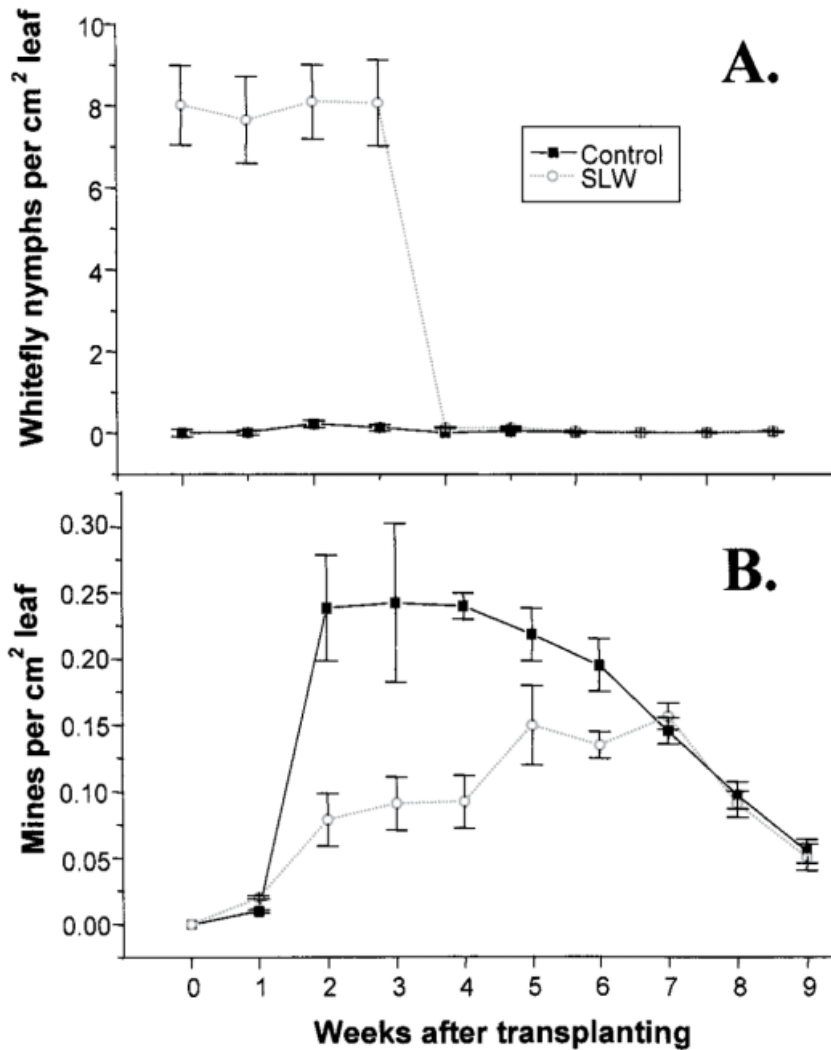 A.
Whitefly nymphs per cm² leaf
10
8
6
4
2
0
Control
SLW
B.
Mines per cm² leaf
0.30
0.25
0.20
0.15
0.10
0.05
0.00
0 1 2 3 4 5 6 7 8 9
Weeks after transplanting